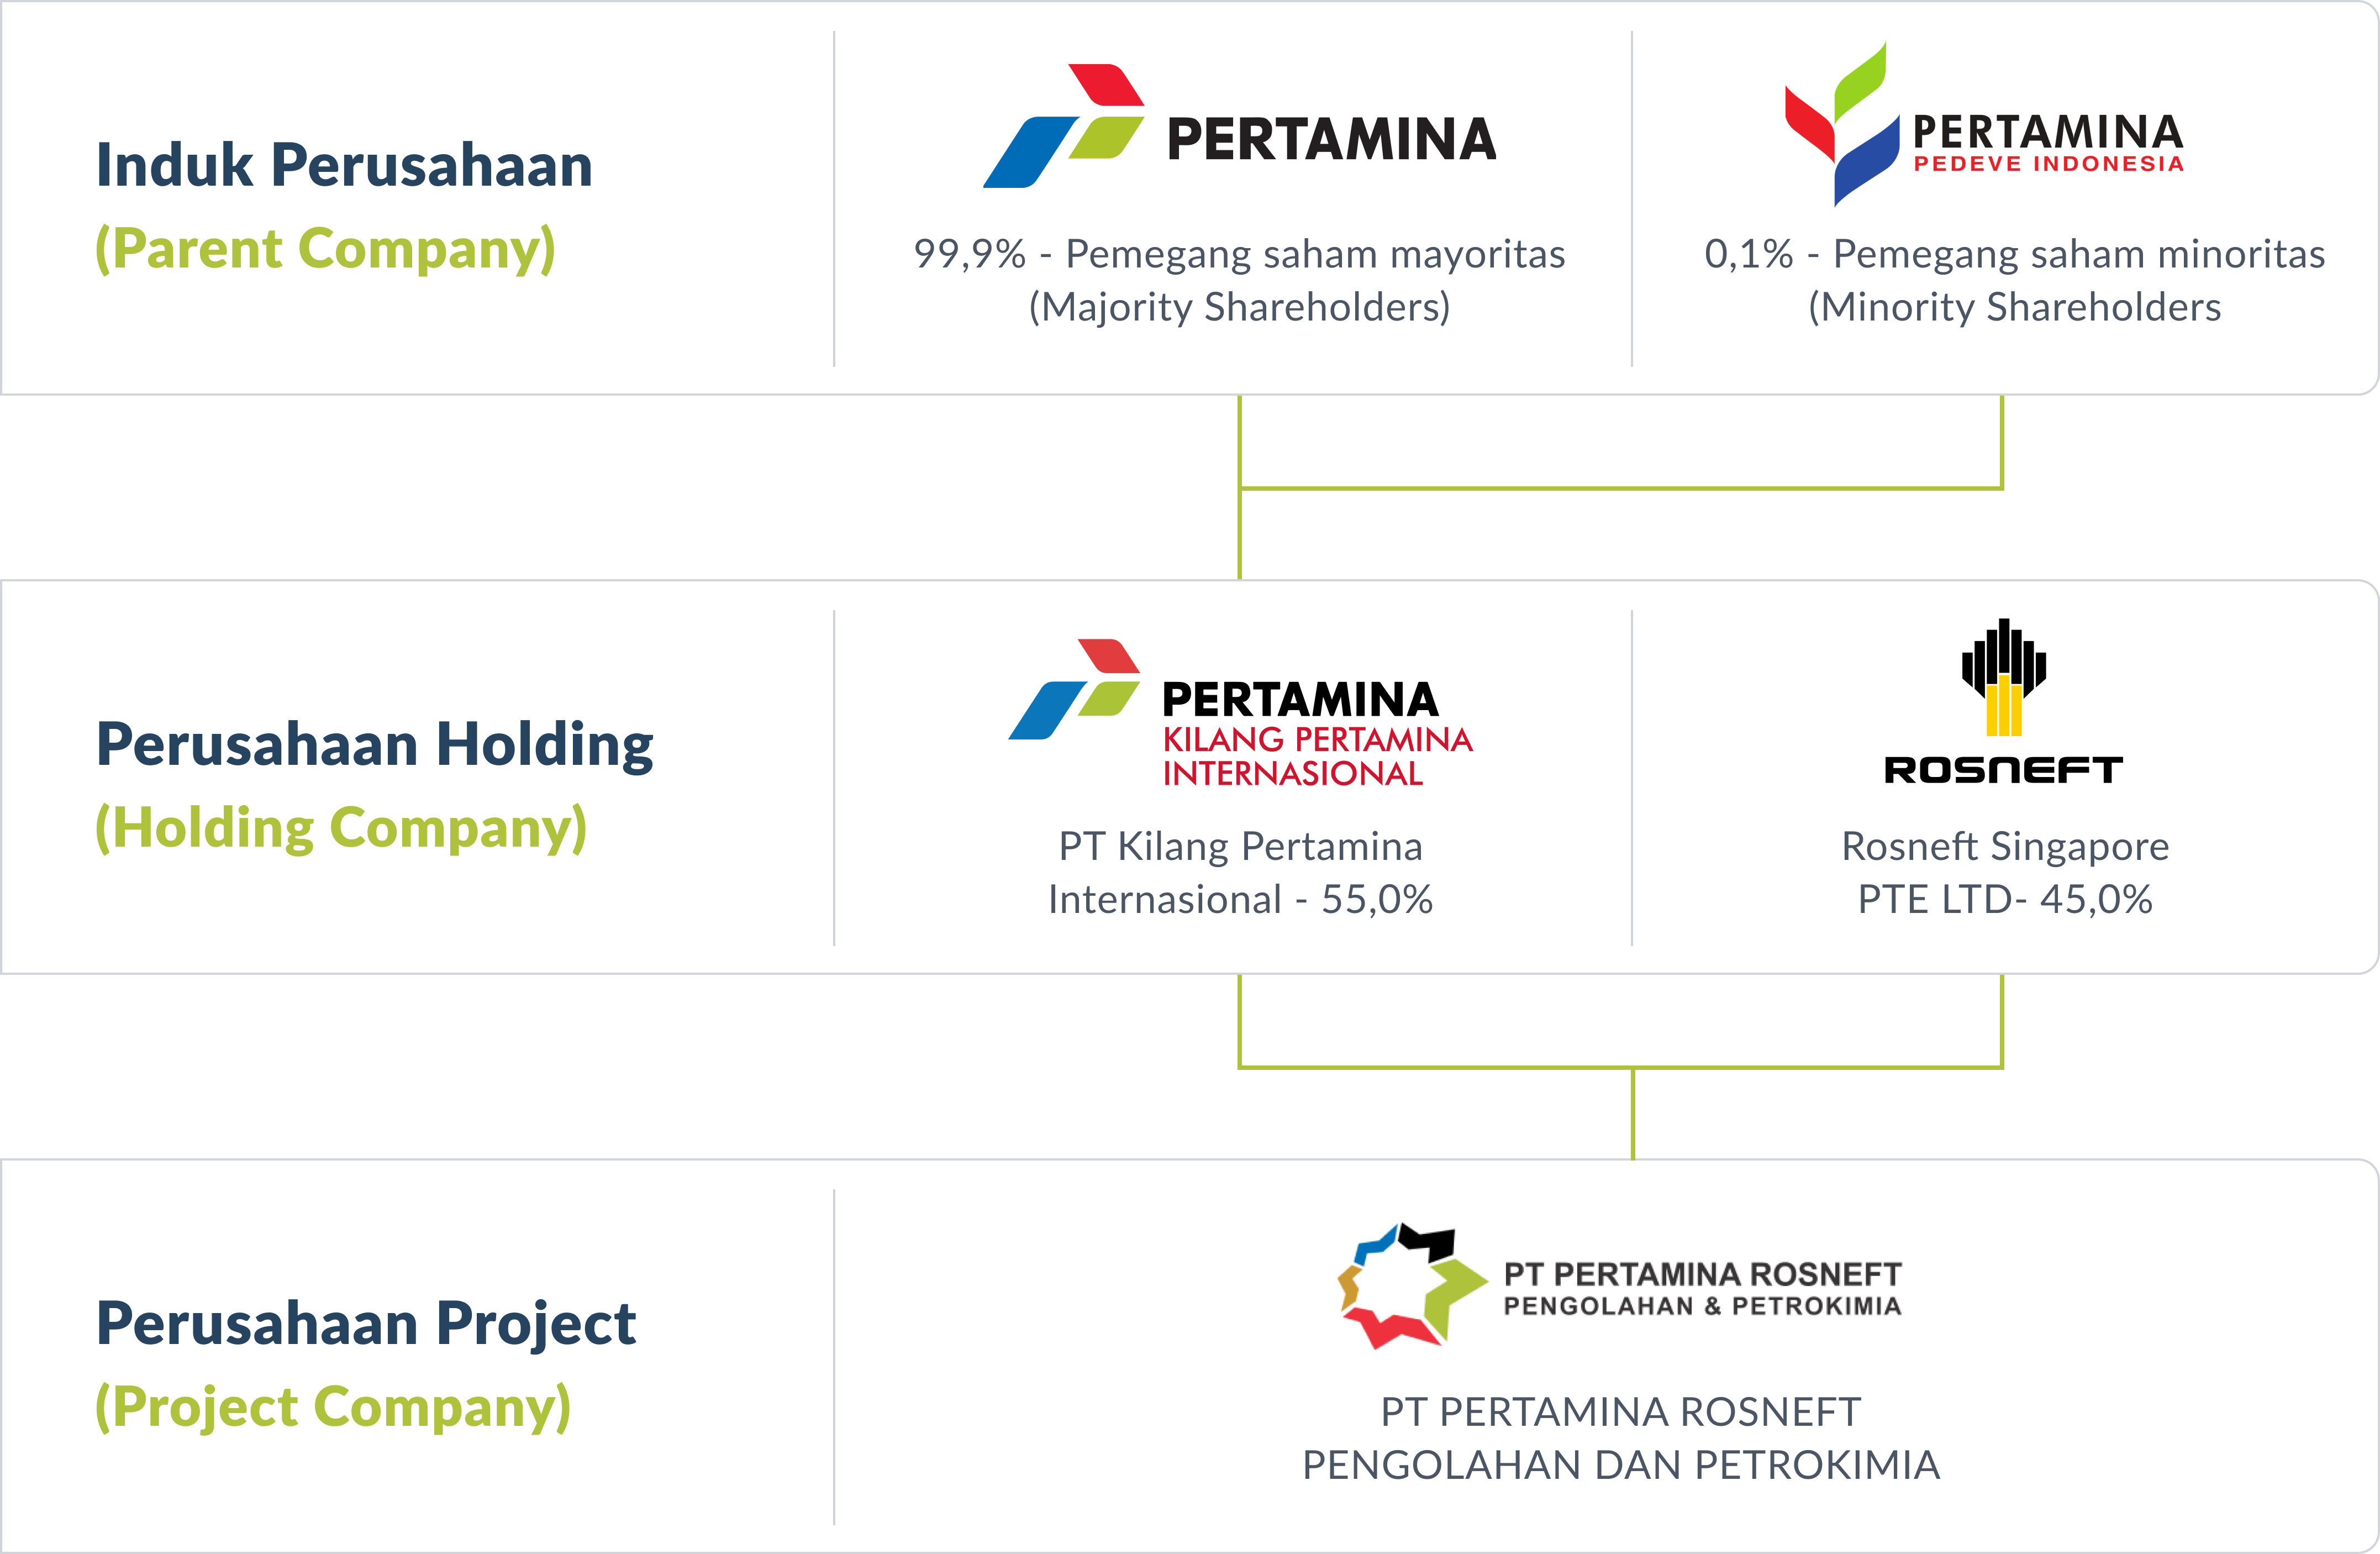 Induk Perusahaan
(Parent Company)
PERTAMINA
99,9% - Pemegang saham mayoritas
(Majority Shareholders)
PERTAMINA
PEDEVE INDONESIA
0,1% - Pemegang saham minoritas
(Minority Shareholders
Perusahaan Holding
(Holding Company)
PERTAMINA
KILANG PERTAMINA
INTERNASIONAL
PT Kilang Pertamina
Internasional - 55,0%
ROSNEFT
Rosneft Singapore
PTE LTD- 45,0%
Perusahaan Project
(Project Company)
PT PERTAMINA ROSNEFT
PENGOLAHAN & PETROKIMIA
PT PERTAMINA ROSNEFT
PENGOLAHAN DAN PETROKIMIA